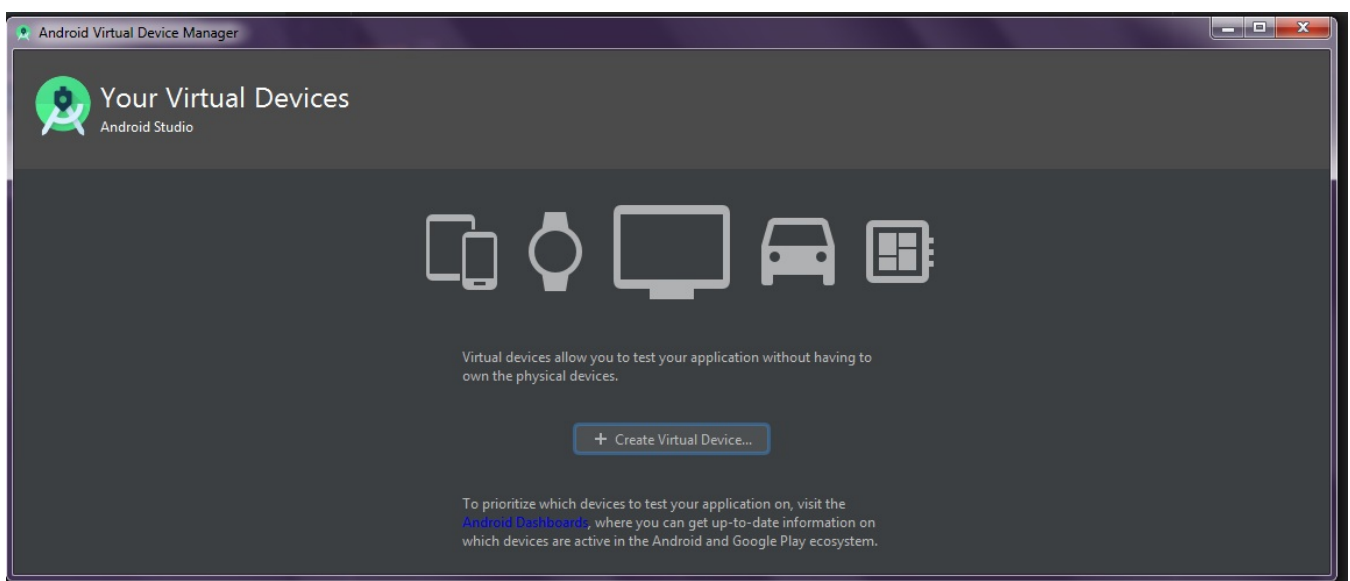 Android Virtual Device Manager
Your Virtual Devices
Android Studio
Virtual devices allow you to test your application without having to
own the physical devices.
+ Create Virtual Device...
To prioritize which devices to test your application on, visit the
Android Dashboards, where you can get up-to-date information on
which devices are active in the Android and Google Play ecosystem.